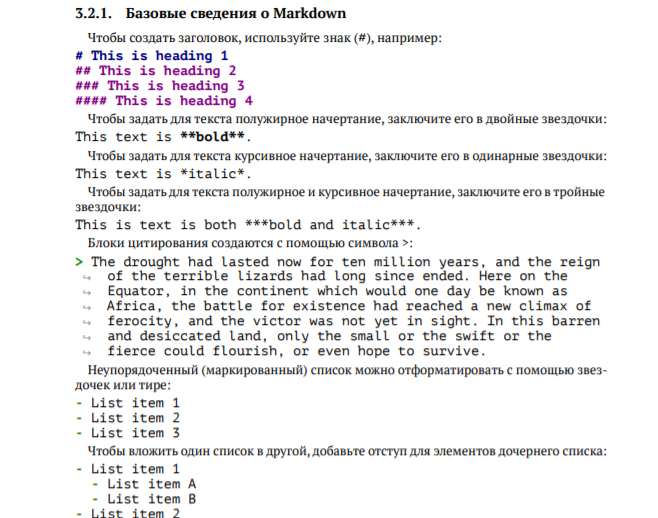 3.2.1. Базовые сведения о Markdown
Чтобы создать заголовок, используйте знак (#), например:
# This is heading 1
## This is heading 2
### This is heading 3
#### This is heading 4
Чтобы задать для текста полужирное начертание, заключите его в двойные звездочки:
This text is **bold**.
Чтобы задать для текста курсивное начертание, заключите его в одинарные звездочки:
This text is *italic*.
Чтобы задать для текста полужирное и курсивное начертание, заключите его в тройные
звездочки:
This is text is both ***bold and italic***.
Блоки цитирования создаются с помощью символа >:
> The drought had lasted now for ten million years, and the reign
↪ of the terrible lizards had long since ended. Here on the
↪ Equator, in the continent which would one day be known as
↪ Africa, the battle for existence had reached a new climax of
↪ ferocity, and the victor was not yet in sight. In this barren
↪ and desiccated land, only the small or the swift or the
↪ fierce could flourish, or even hope to survive.
Неупорядоченный (маркированный) список можно отформатировать с помощью звез-
дочек или тире:
- List item 1
- List item 2
- List item 3
Чтобы вложить один список в другой, добавьте отступ для элементов дочернего списка:
- List item 1
  - List item A
  - List item B
- List item 2